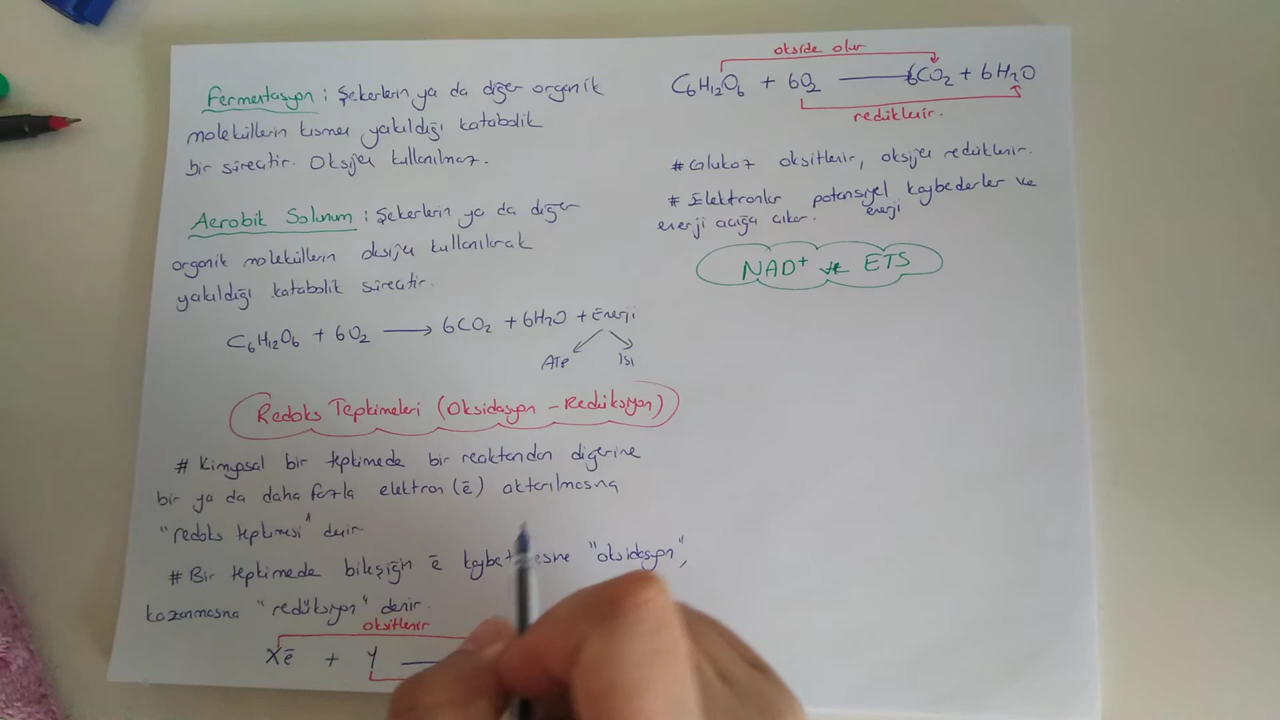 Fermentasyon : Şekerlerin ya da diğer organik
moleküllerin kısmen yakıldığı katabolik
bir süreçtir. Oksijen kullanılmaz.
Aerobik Solunum : Şekerlerin ya da diğer
organik moleküllerin oksijen kullanılarak
yakıldığı katabolik süreçtir.
C₆H₁₂O₆ + 6O₂ → 6CO₂ + 6H₂O + Enerji
ATP Isı
Redoks Tepkimeleri (Oksidasyon - Redüksiyon)
# Kimyasal bir tepkimede bir reaktandan diğerine
bir ya da daha fazla elektron (ē) aktarılmasına
"redoks tepkimesi" denir
# Bir tepkimede bileşiğin ē "oksidasyon",
kazanmasına "redüksiyon" denir.
oksitlenir
Xē + Y
okside olur
C₆H₁₂O₆ + 6O₂ → 6CO₂ + 6H₂O
redüklenir.
# Glukoz oksitlenir, oksijen redüklenir.
# Elektronlar potansiyel kaybederler ve
enerji
enerji açığa çıkar.
NAD⁺ ve ETS